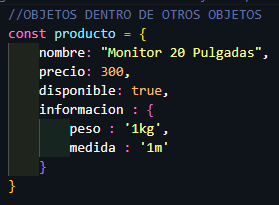 //OBJETOS DENTRO DE OTROS OBJETOS
const producto = {
    nombre: "Monitor 20 Pulgadas",
    precio: 300,
    disponible: true,
    informacion : {
        peso : '1kg',
        medida : '1m'
    }
}